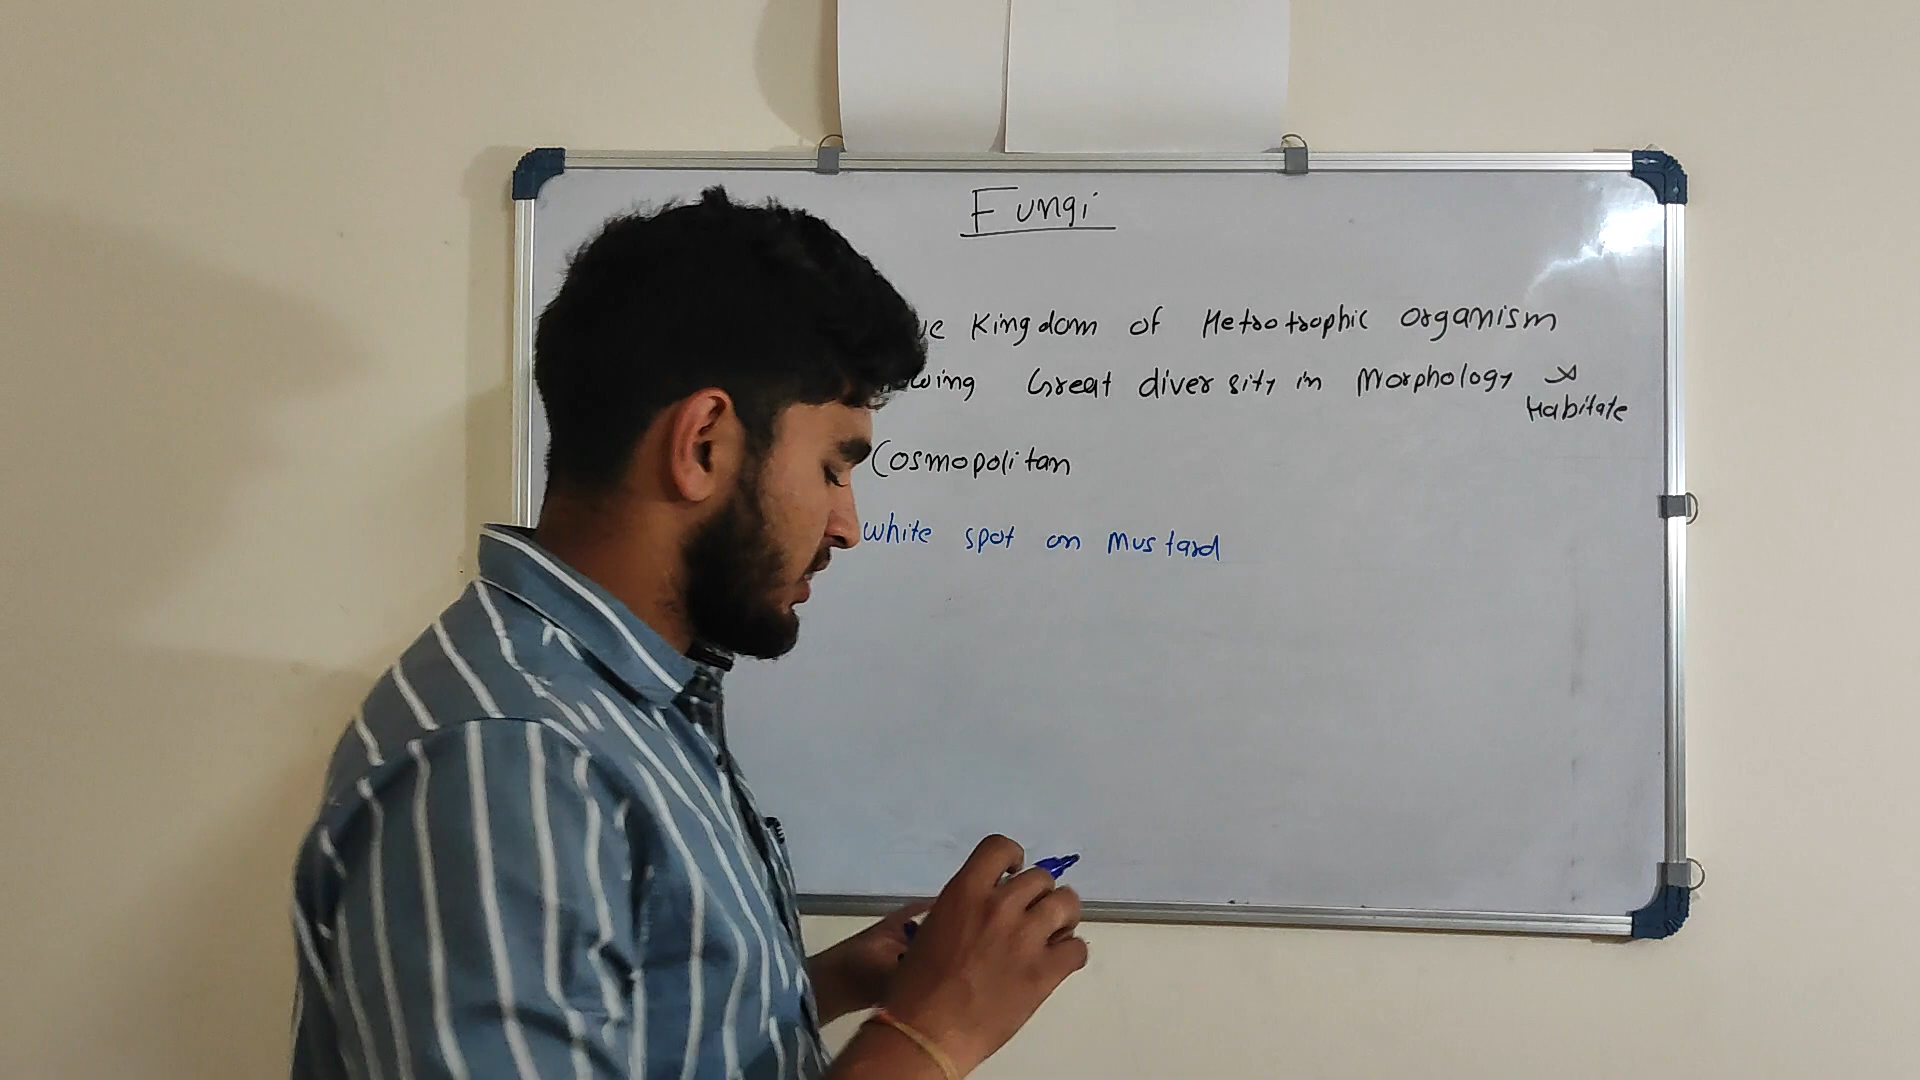 Fungi
Kingdom of Hetrotrophic organism
Great diversity in Morphology &
Habitate
Cosmopolitan
white spot on Mustard